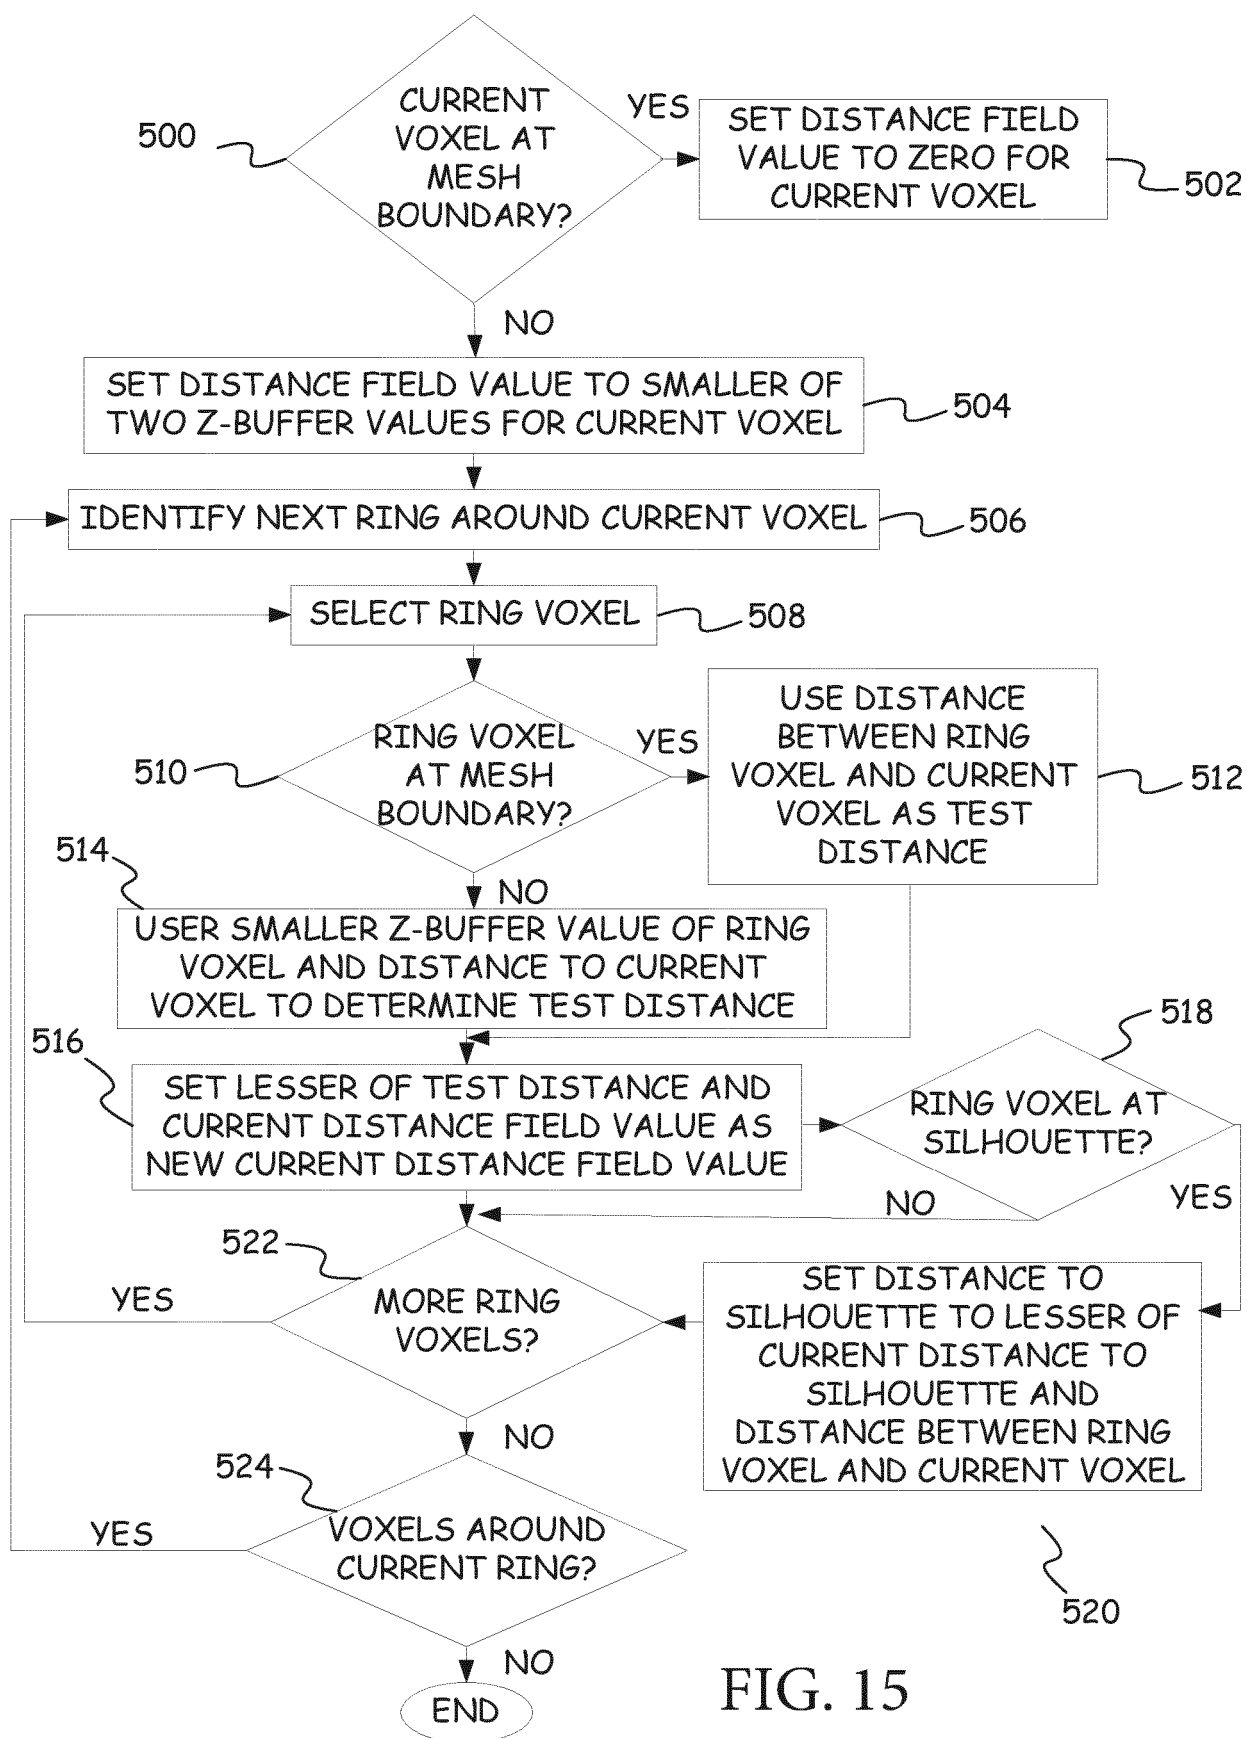 CURRENT
VOXEL AT
MESH
BOUNDARY?
500
YES
SET DISTANCE FIELD
VALUE TO ZERO FOR
CURRENT VOXEL
502
NO
SET DISTANCE FIELD VALUE TO SMALLER OF
TWO Z-BUFFER VALUES FOR CURRENT VOXEL
504
IDENTIFY NEXT RING AROUND CURRENT VOXEL
506
SELECT RING VOXEL
508
RING VOXEL
AT MESH
BOUNDARY?
510
YES
USE DISTANCE
BETWEEN RING
VOXEL AND CURRENT
VOXEL AS TEST
DISTANCE
512
514
NO
USER SMALLER Z-BUFFER VALUE OF RING
VOXEL AND DISTANCE TO CURRENT
VOXEL TO DETERMINE TEST DISTANCE
516
SET LESSER OF TEST DISTANCE AND
CURRENT DISTANCE FIELD VALUE AS
NEW CURRENT DISTANCE FIELD VALUE
518
RING VOXEL AT
SILHOUETTE?
NO
YES
522
YES
MORE RING
VOXELS?
SET DISTANCE TO
SILHOUETTE TO LESSER OF
CURRENT DISTANCE TO
SILHOUETTE AND
DISTANCE BETWEEN RING
VOXEL AND CURRENT VOXEL
520
NO
524
YES
VOXELS AROUND
CURRENT RING?
NO
END
FIG. 15